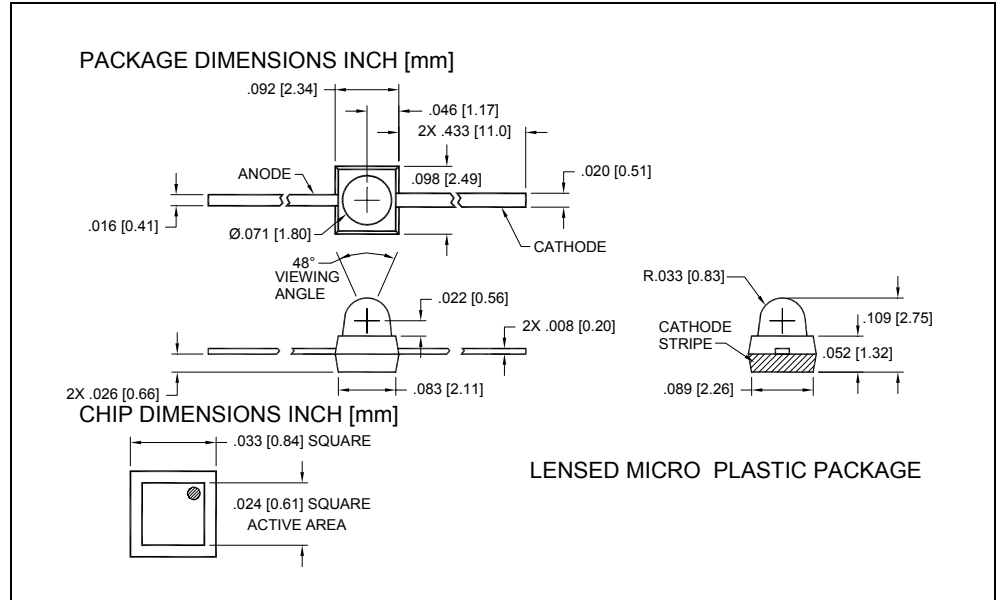 PACKAGE DIMENSIONS INCH [mm]
.092 [2.34]
.046 [1.17]
2X .433 [11.0]
ANODE
.098 [2.49]
.020 [0.51]
.016 [0.41]
Ø.071 [1.80]
CATHODE
48°
VIEWING
ANGLE
.022 [0.56]
2X .008 [0.20]
2X .026 [0.66]
.083 [2.11]
R.033 [0.83]
.109 [2.75]
CATHODE
STRIPE
.052 [1.32]
.089 [2.26]
CHIP DIMENSIONS INCH [mm]
.033 [0.84] SQUARE
.024 [0.61] SQUARE
ACTIVE AREA
LENSED MICRO PLASTIC PACKAGE